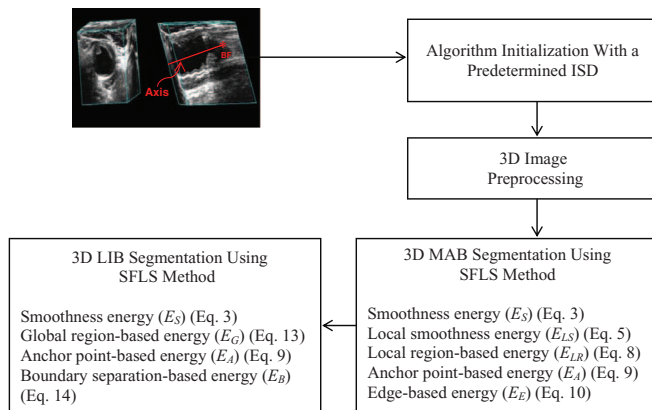 Axis
Algorithm Initialization With a
Predetermined ISD
3D Image
Preprocessing
3D LIB Segmentation Using
SFLS Method
Smoothness energy (E_S) (Eq. 3)
Global region-based energy (E_G) (Eq. 13)
Anchor point-based energy (E_A) (Eq. 9)
Boundary separation-based energy (E_B)
(Eq. 14)
3D MAB Segmentation Using
SFLS Method
Smoothness energy (E_S) (Eq. 3)
Local smoothness energy (E_LS) (Eq. 5)
Local region-based energy (E_LR) (Eq. 8)
Anchor point-based energy (E_A) (Eq. 9)
Edge-based energy (E_E) (Eq. 10)